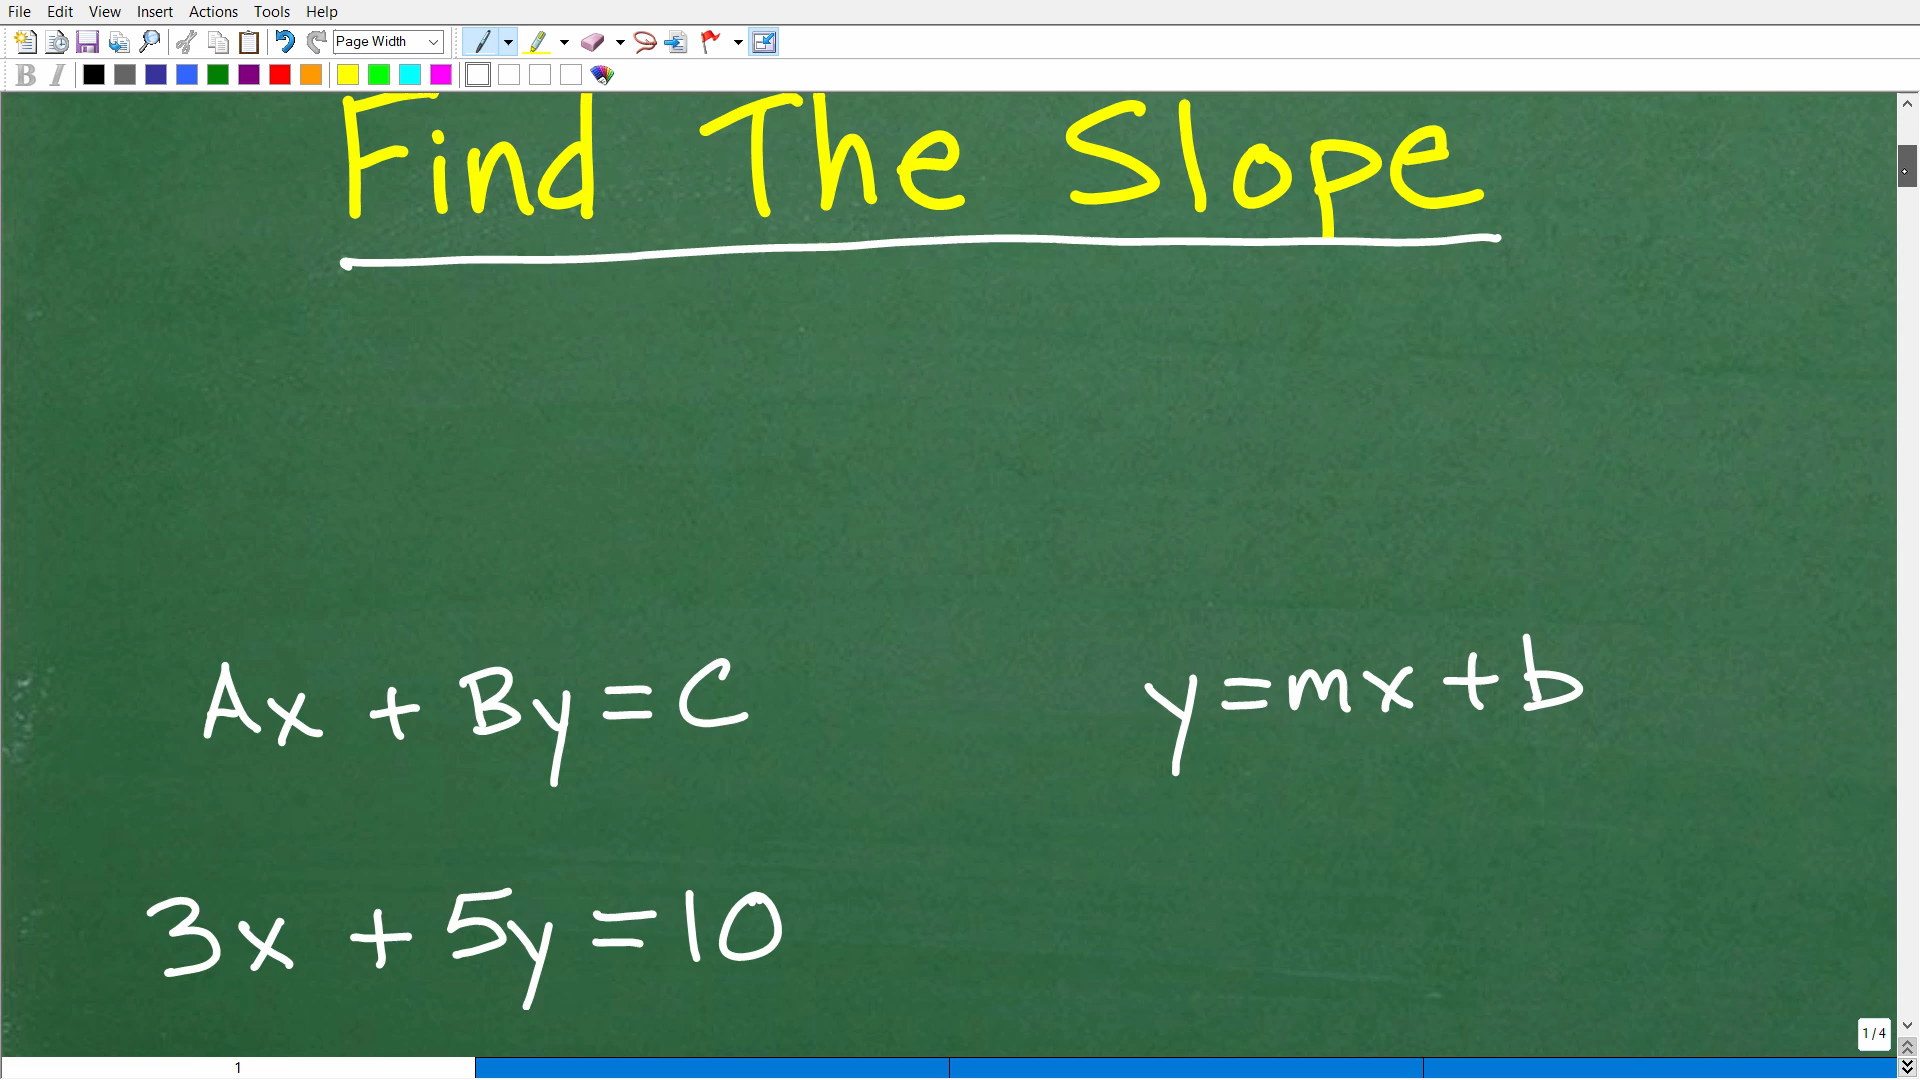 File Edit View Insert Actions Tools Help
Page Width
B I
Find The Slope
Ax + By = C
y = mx + b
3x + 5y = 10
1 / 4
1